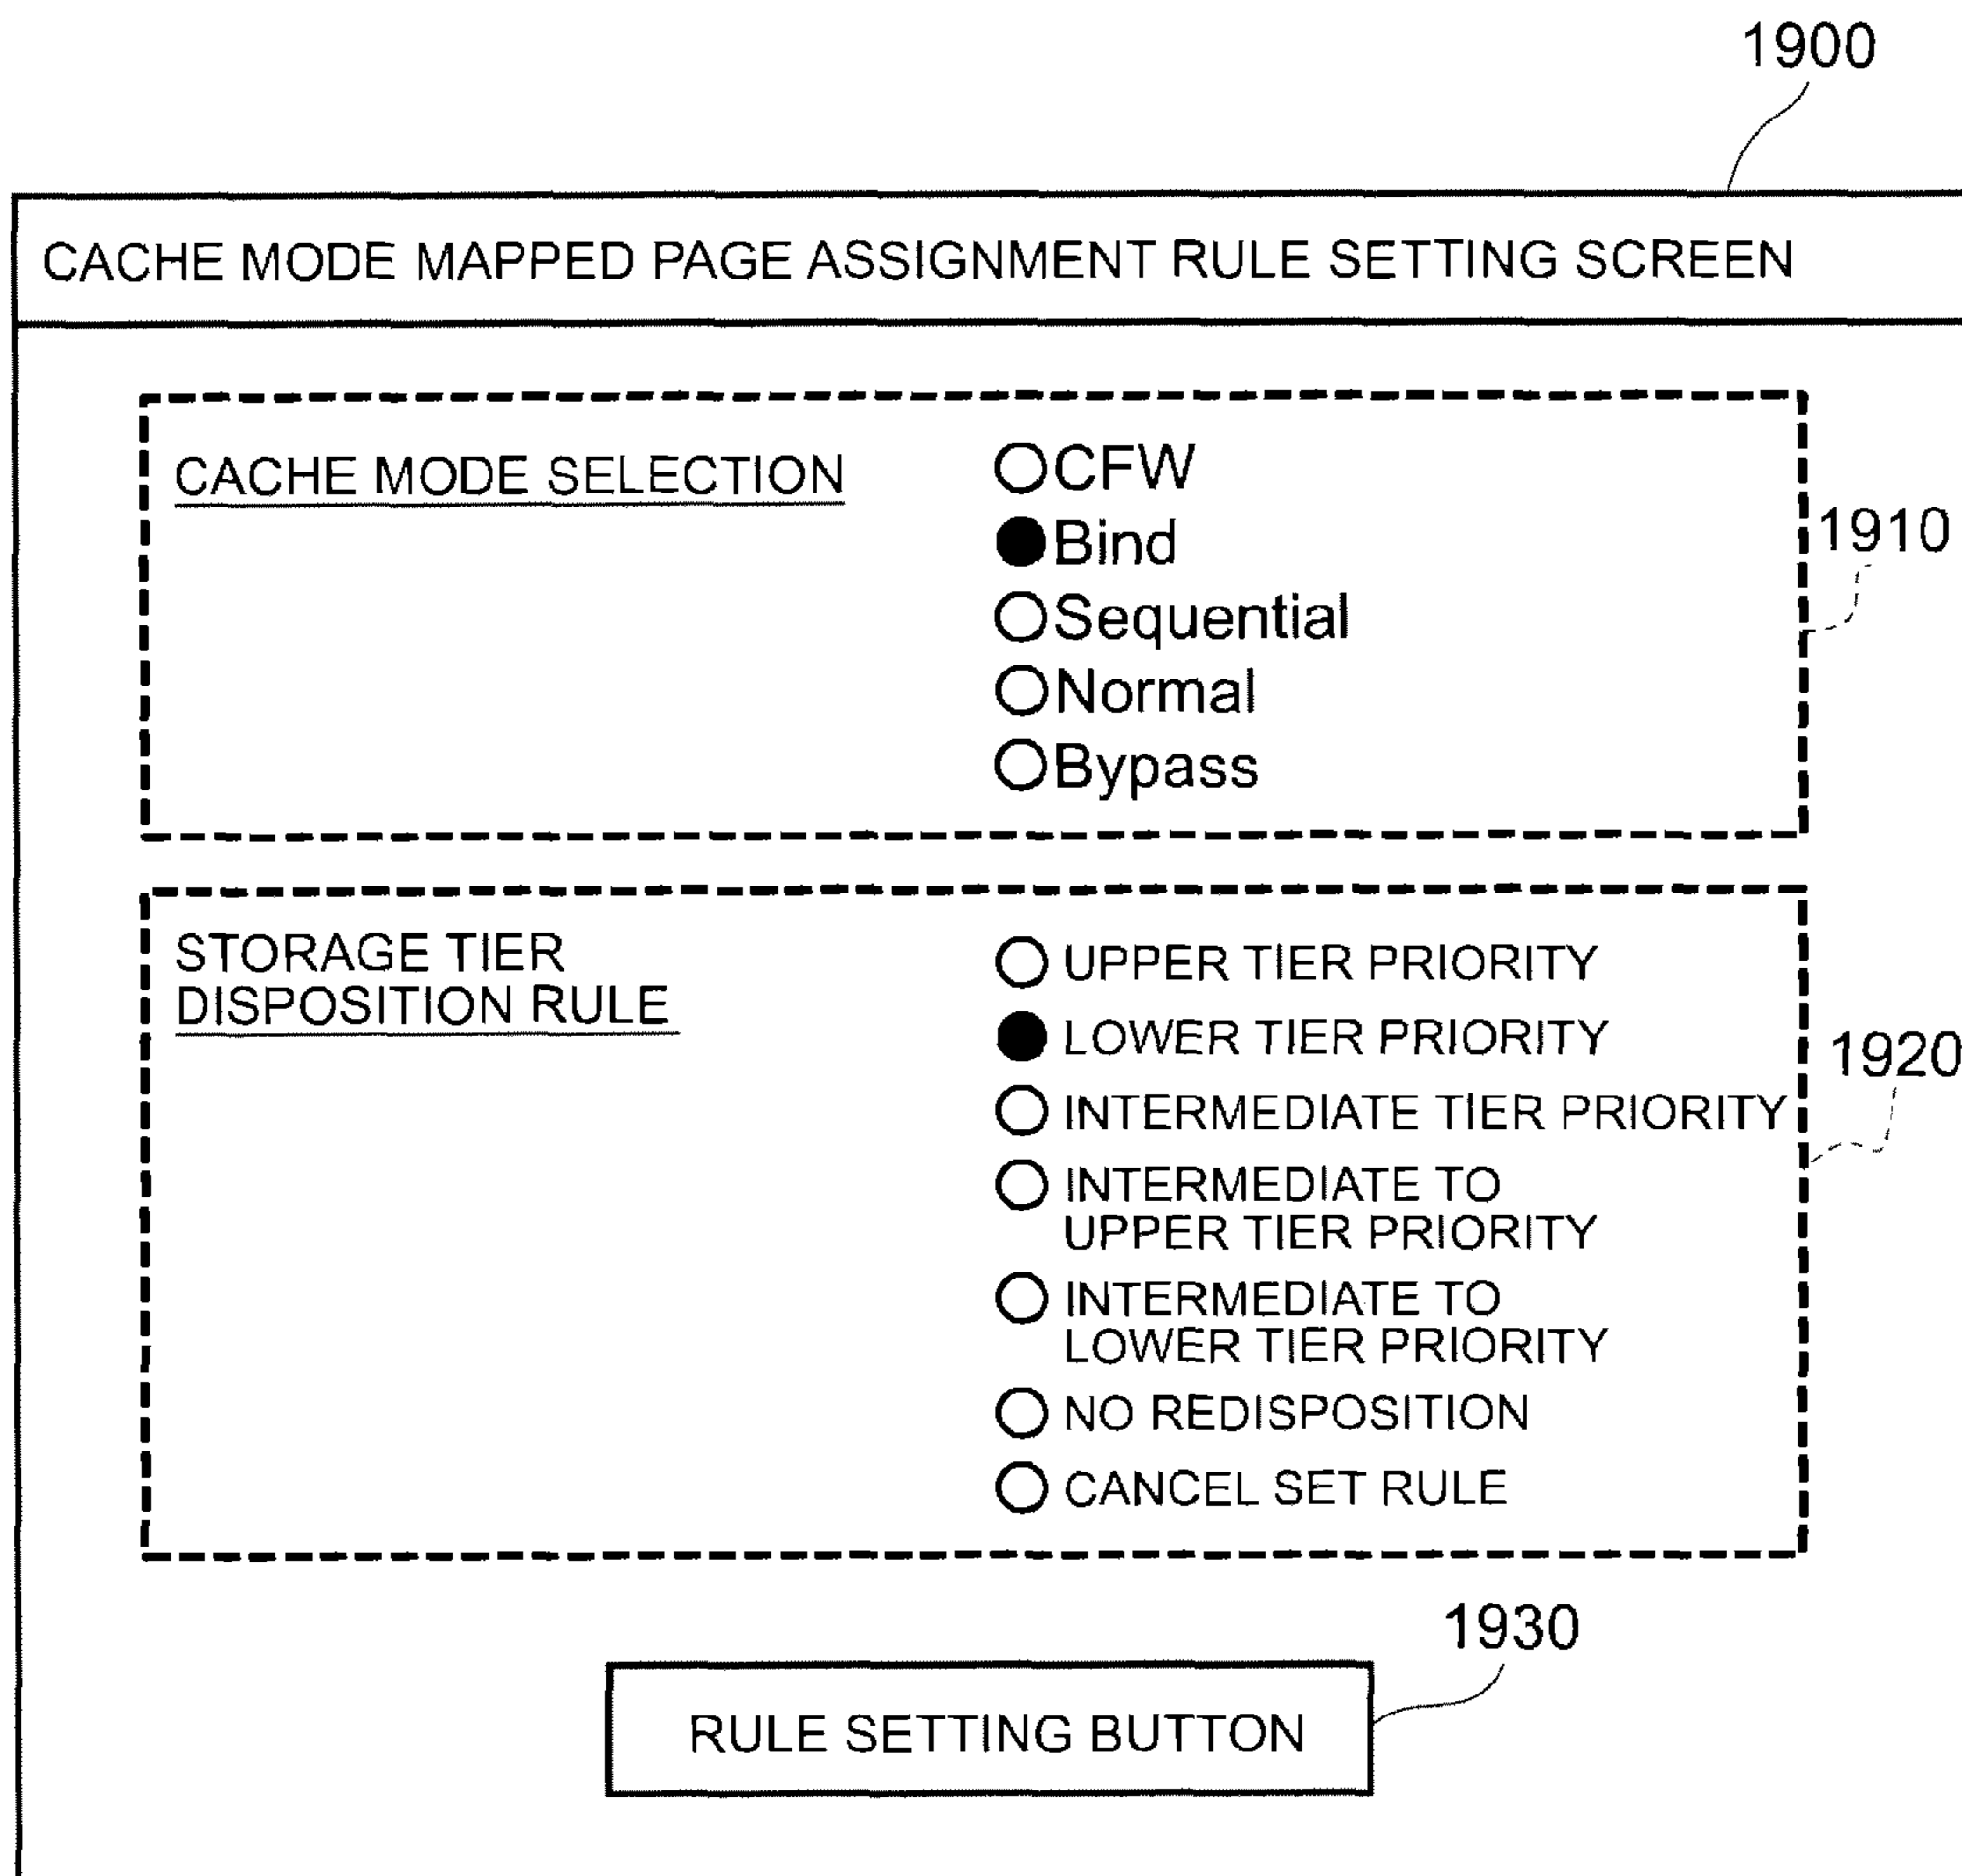 1900
CACHE MODE MAPPED PAGE ASSIGNMENT RULE SETTING SCREEN
CACHE MODE SELECTION
CFW
Bind
Sequential
Normal
Bypass
1910
STORAGE TIER
DISPOSITION RULE
UPPER TIER PRIORITY
LOWER TIER PRIORITY
INTERMEDIATE TIER PRIORITY
INTERMEDIATE TO
UPPER TIER PRIORITY
INTERMEDIATE TO
LOWER TIER PRIORITY
NO REDISPOSITION
CANCEL SET RULE
1920
1930
RULE SETTING BUTTON